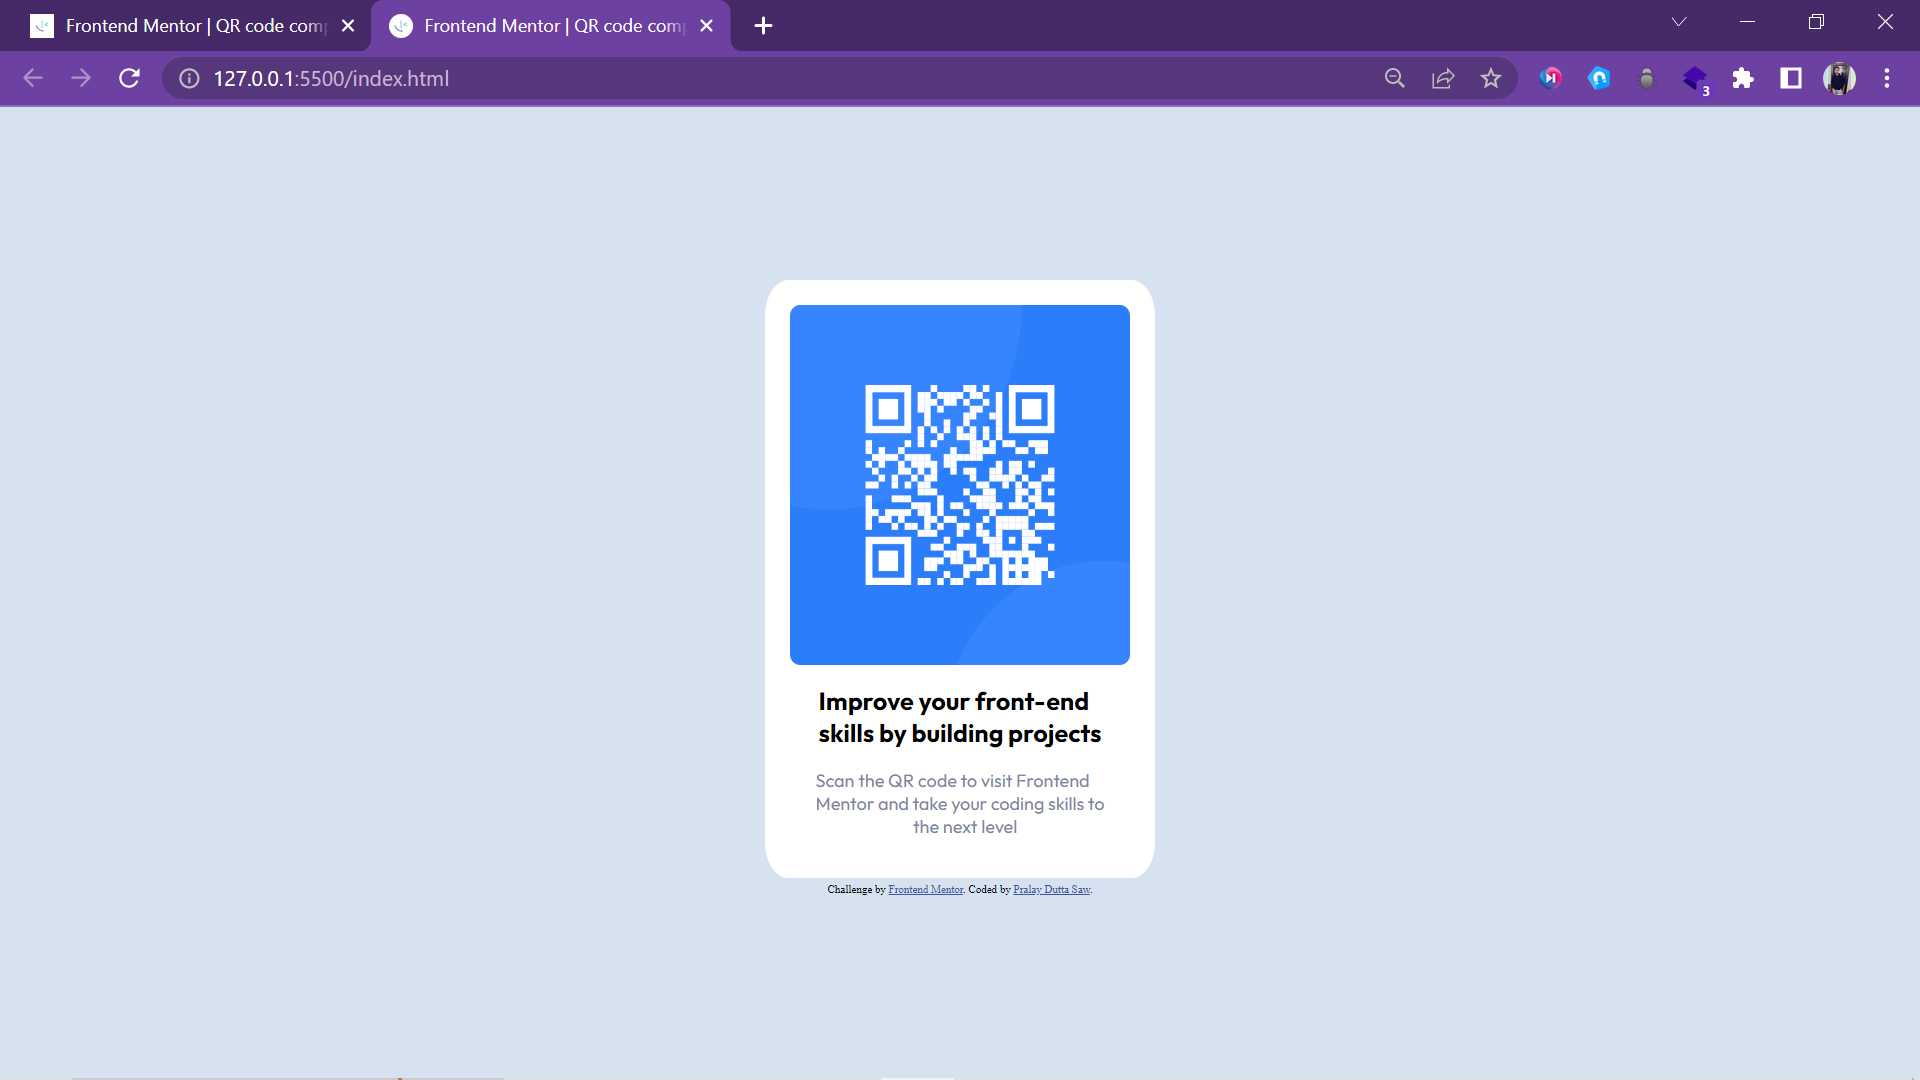 Frontend Mentor | QR code com
Frontend Mentor | QR code com
127.0.0.1:5500/index.html
3
Improve your front-end
skills by building projects
Scan the QR code to visit Frontend
Mentor and take your coding skills to
the next level
Challenge by Frontend Mentor. Coded by Pralay Dutta Saw.